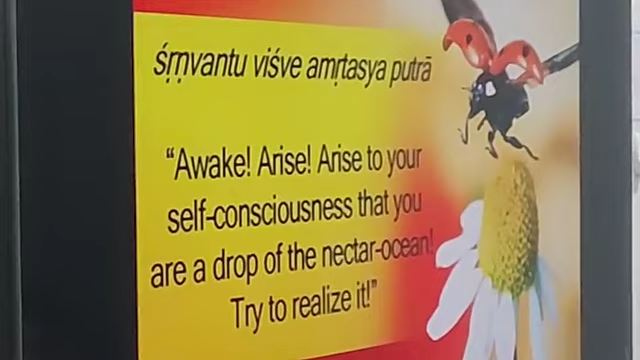 śṛṇvantu viśve amṛtasya putrā
“Awake! Arise! Arise to your
self-consciousness that you
are a drop of the nectar-ocean!
Try to realize it!”